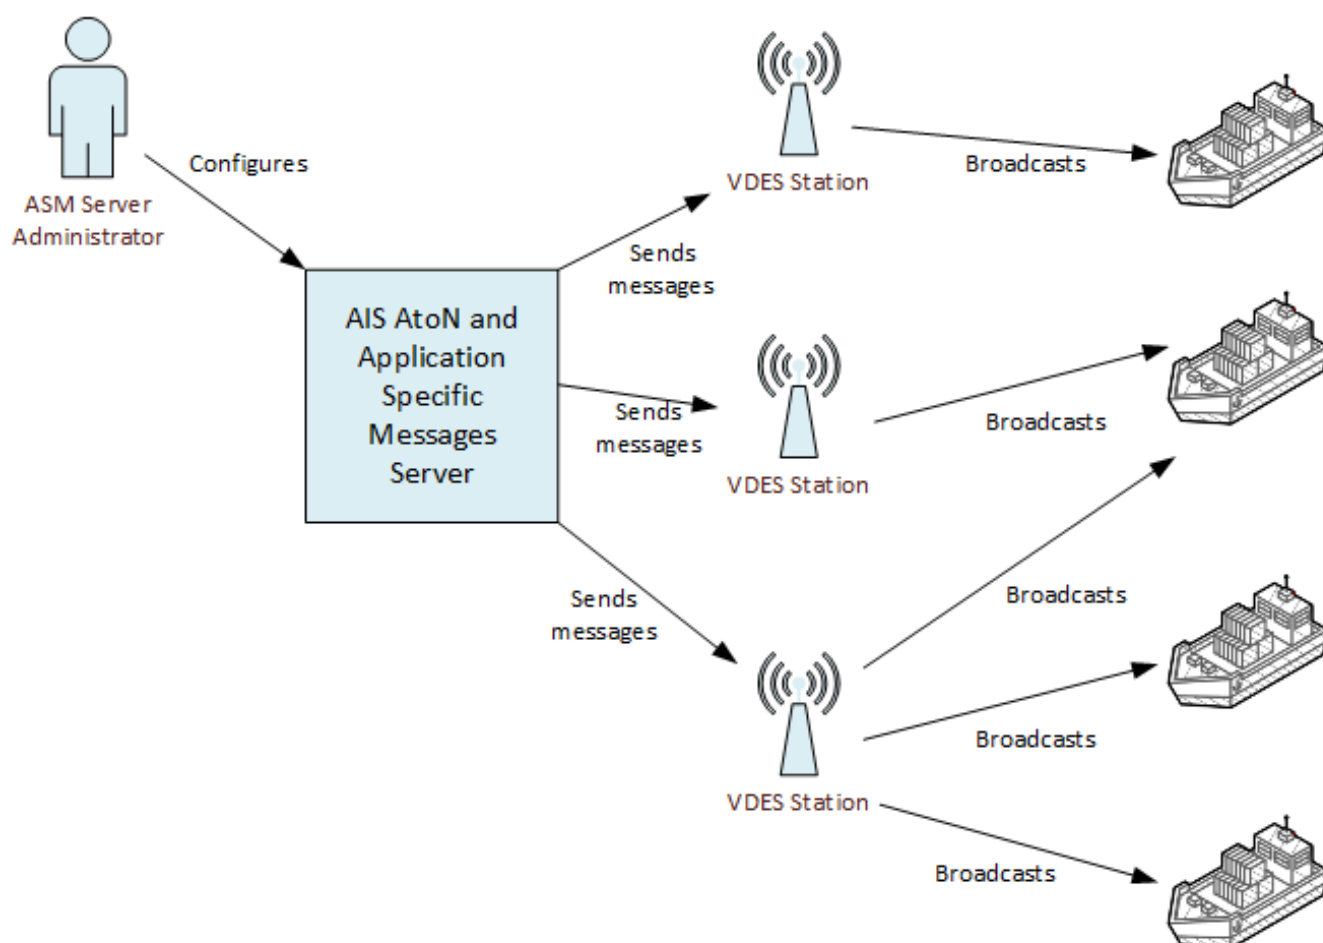 Configures
ASM Server
Administrator
AIS AtoN and
Application
Specific
Messages
Server
Sends
messages
VDES Station
Broadcasts
Sends
messages
VDES Station
Broadcasts
Sends
messages
VDES Station
Broadcasts
Broadcasts
Broadcasts